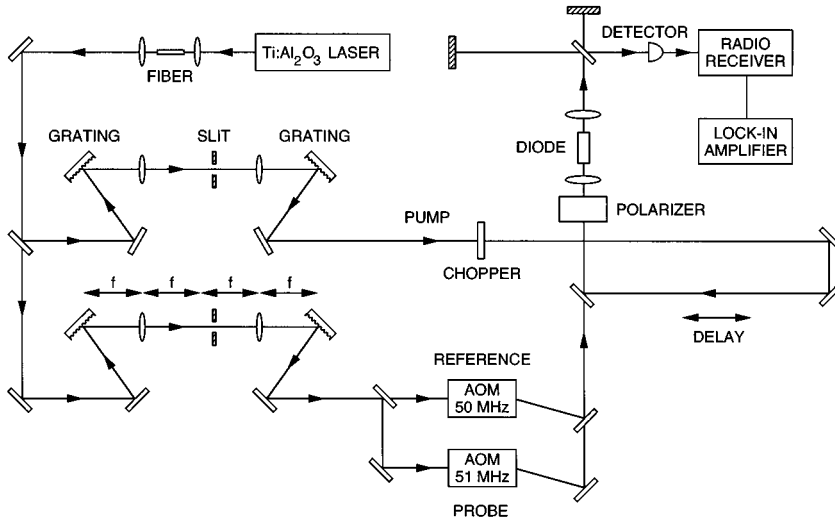 Ti:Al2O3 LASER
FIBER
DETECTOR
RADIO
RECEIVER
LOCK-IN
AMPLIFIER
GRATING
SLIT
GRATING
DIODE
POLARIZER
PUMP
CHOPPER
f
f
f
f
DELAY
REFERENCE
AOM
50 MHz
AOM
51 MHz
PROBE